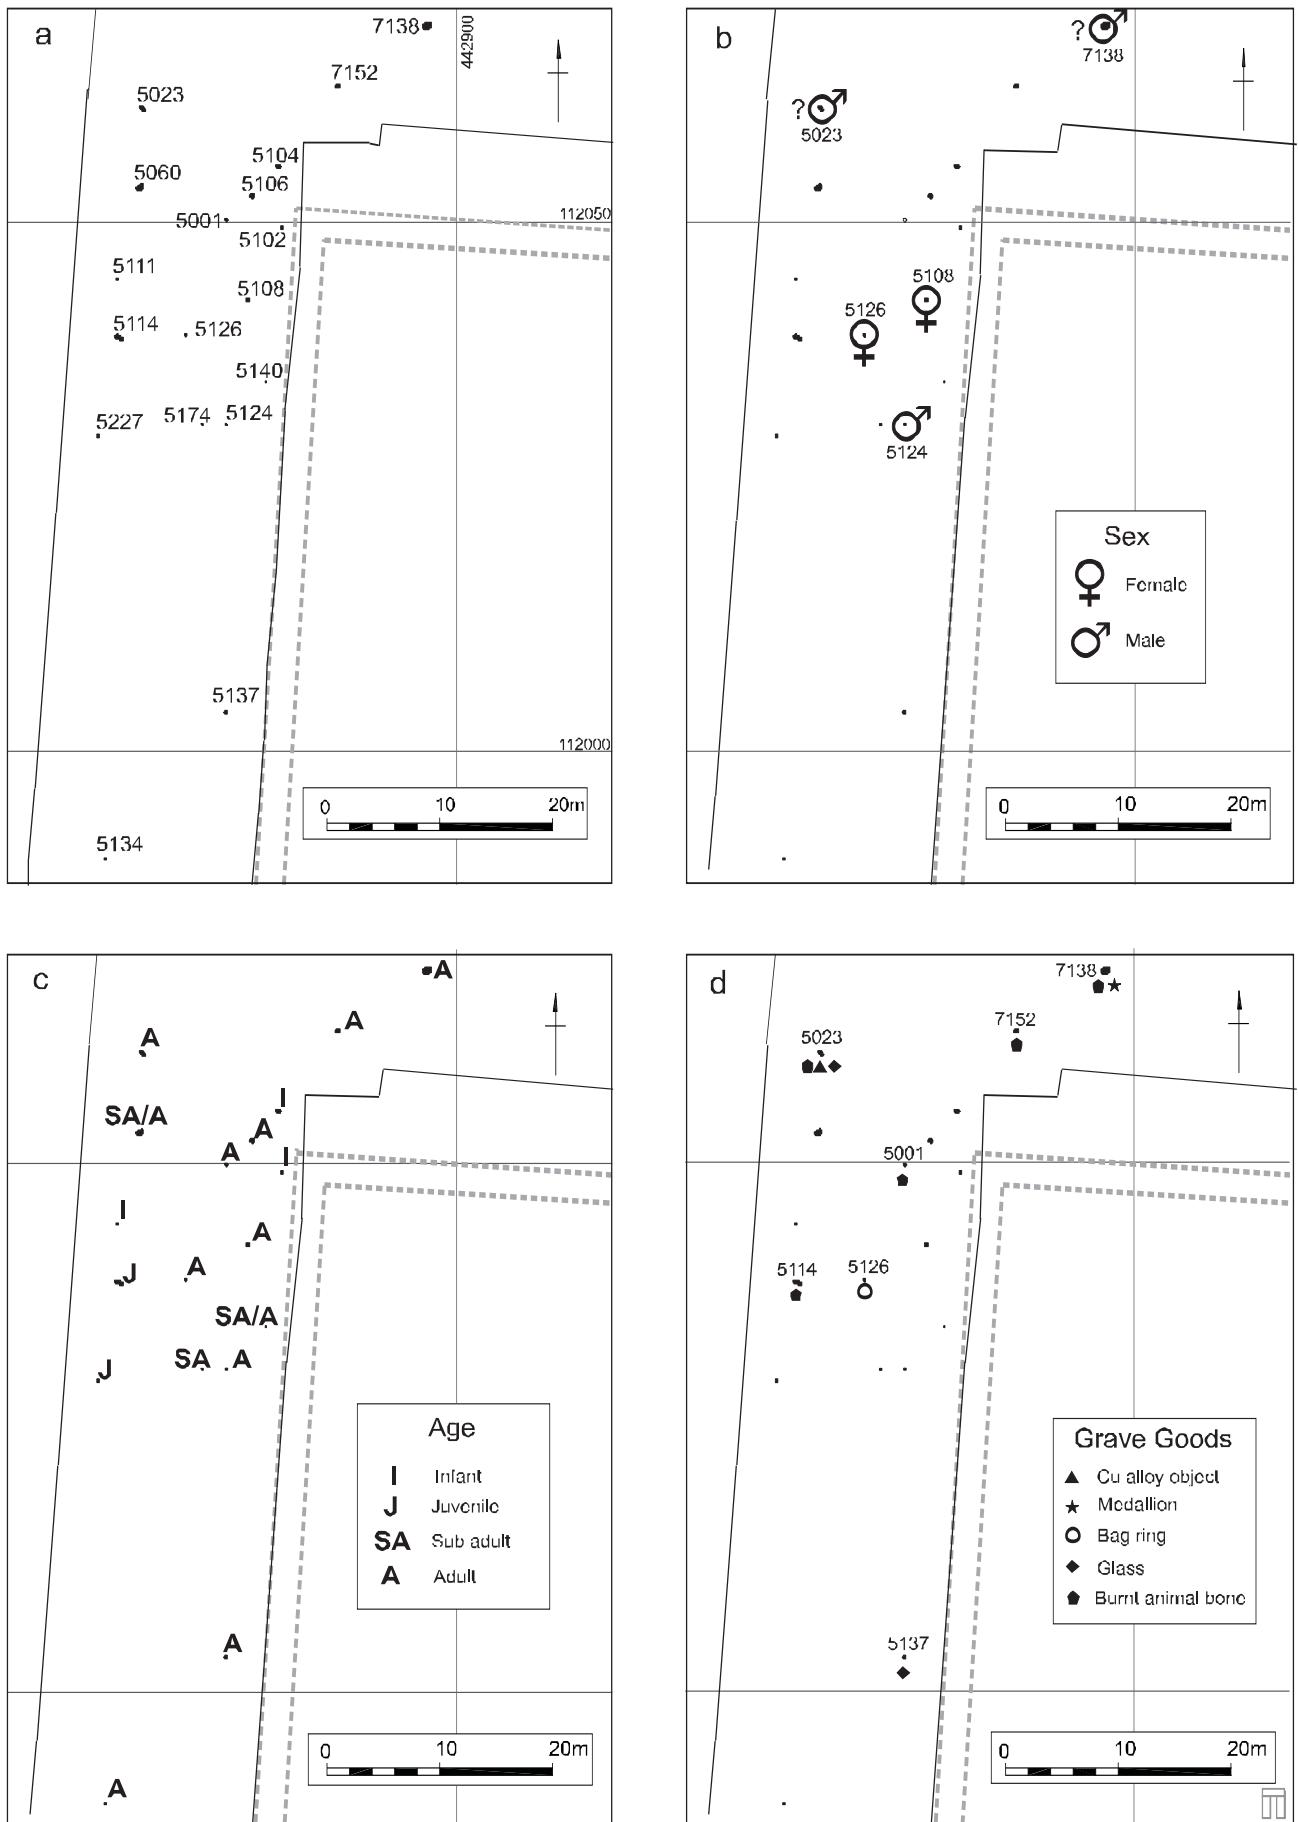 a
7138
442900
7152
5023
5104
5060
5106
5001
112050
5102
5111
5108
5114
5126
5140
5227
5174
5124
5137
112000
0 10 20m
5134
b
?
7138
?
5023
5108
5126
5124
Sex
Female
Male
0 10 20m
c
A
A
A
I
SA/A
A
A
I
I
A
J
A
SA/A
SA
A
J
Age
I Infant
J Juvenile
SA Sub adult
A Adult
A
0 10 20m
A
d
7138
7152
5023
5001
5114
5126
Grave Goods
Cu alloy object
Medallion
Bag ring
Glass
Burnt animal bone
5137
0 10 20m